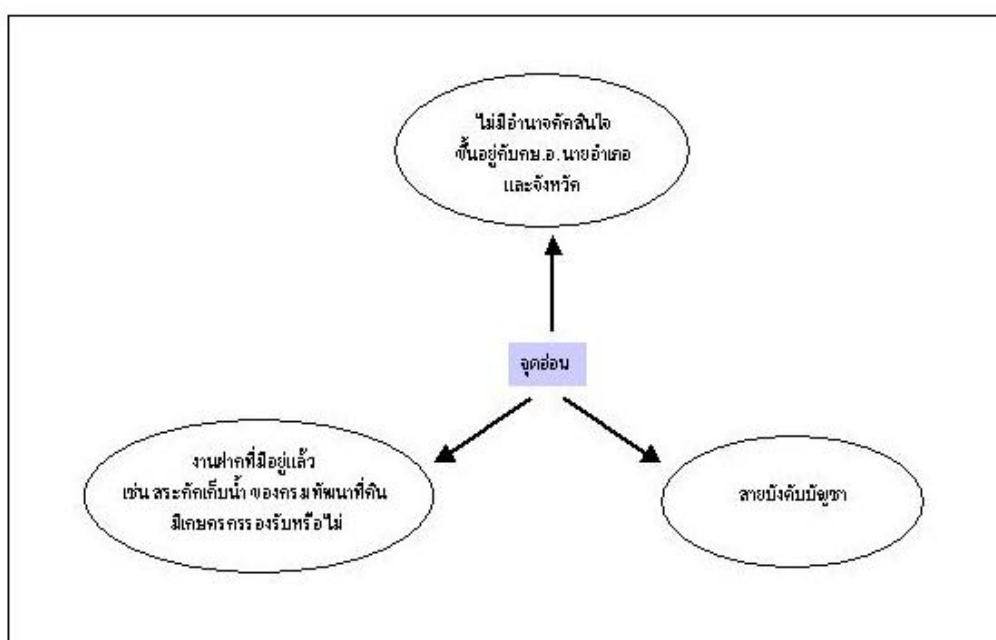 ไม่มีอำนาจตัดสินใจ
ขึ้นอยู่กับกษ.อ.นายอำเภอ
และจังหวัด
จุดอ่อน
งานฝากที่มีอยู่แล้ว
เช่น สระกักเก็บน้ำ ของกรมพัฒนาที่ดิน
มีเกษตรกรรองรับหรือไม่
สายบังคับบัญชา